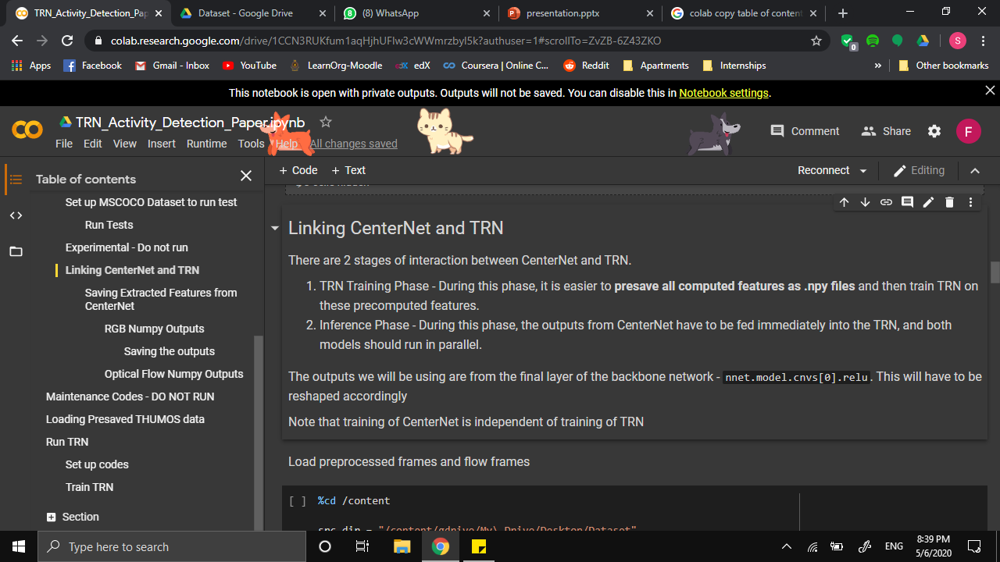 TRN_Activity_Detection_Pap
Dataset - Google Drive
(8) WhatsApp
presentation.pptx
colab copy table of content
colab.research.google.com/drive/1CCN3RUKfum1aqHjhUFlw3cWWmrzbyI5k?authuser=1#scrollTo=ZvZB-6Z43ZKO
0
S
Apps
Facebook
Gmail - Inbox
YouTube
LearnOrg-Moodle
edX
Coursera | Online C...
Reddit
Apartments
Internships
»
Other bookmarks
This notebook is open with private outputs. Outputs will not be saved. You can disable this in Notebook settings.
TRN_Activity_Detection_Paper.ipynb
File Edit View Insert Runtime Tools Help All changes saved
Comment
Share
F
+ Code + Text
Reconnect
Editing
Table of contents
Set up MSCOCO Dataset to run test
Run Tests
Experimental - Do not run
Linking CenterNet and TRN
Saving Extracted Features from
CenterNet
RGB Numpy Outputs
Saving the outputs
Optical Flow Numpy Outputs
Maintenance Codes - DO NOT RUN
Loading Presaved THUMOS data
Run TRN
Set up codes
Train TRN
Section
Linking CenterNet and TRN
There are 2 stages of interaction between CenterNet and TRN.
1. TRN Training Phase - During this phase, it is easier to presave all computed features as .npy files and then train TRN on
these precomputed features.
2. Inference Phase - During this phase, the outputs from CenterNet have to be fed immediately into the TRN, and both
models should run in parallel.
The outputs we will be using are from the final layer of the backbone network - nnet.model.cnvs[0].relu. This will have to be
reshaped accordingly
Note that training of CenterNet is independent of training of TRN
Load preprocessed frames and flow frames
[ ] %cd /content
src_dir = "/content/gdrive/My\ Drive/Desktop/Dataset"
Type here to search
ENG
8:39 PM
5/6/2020